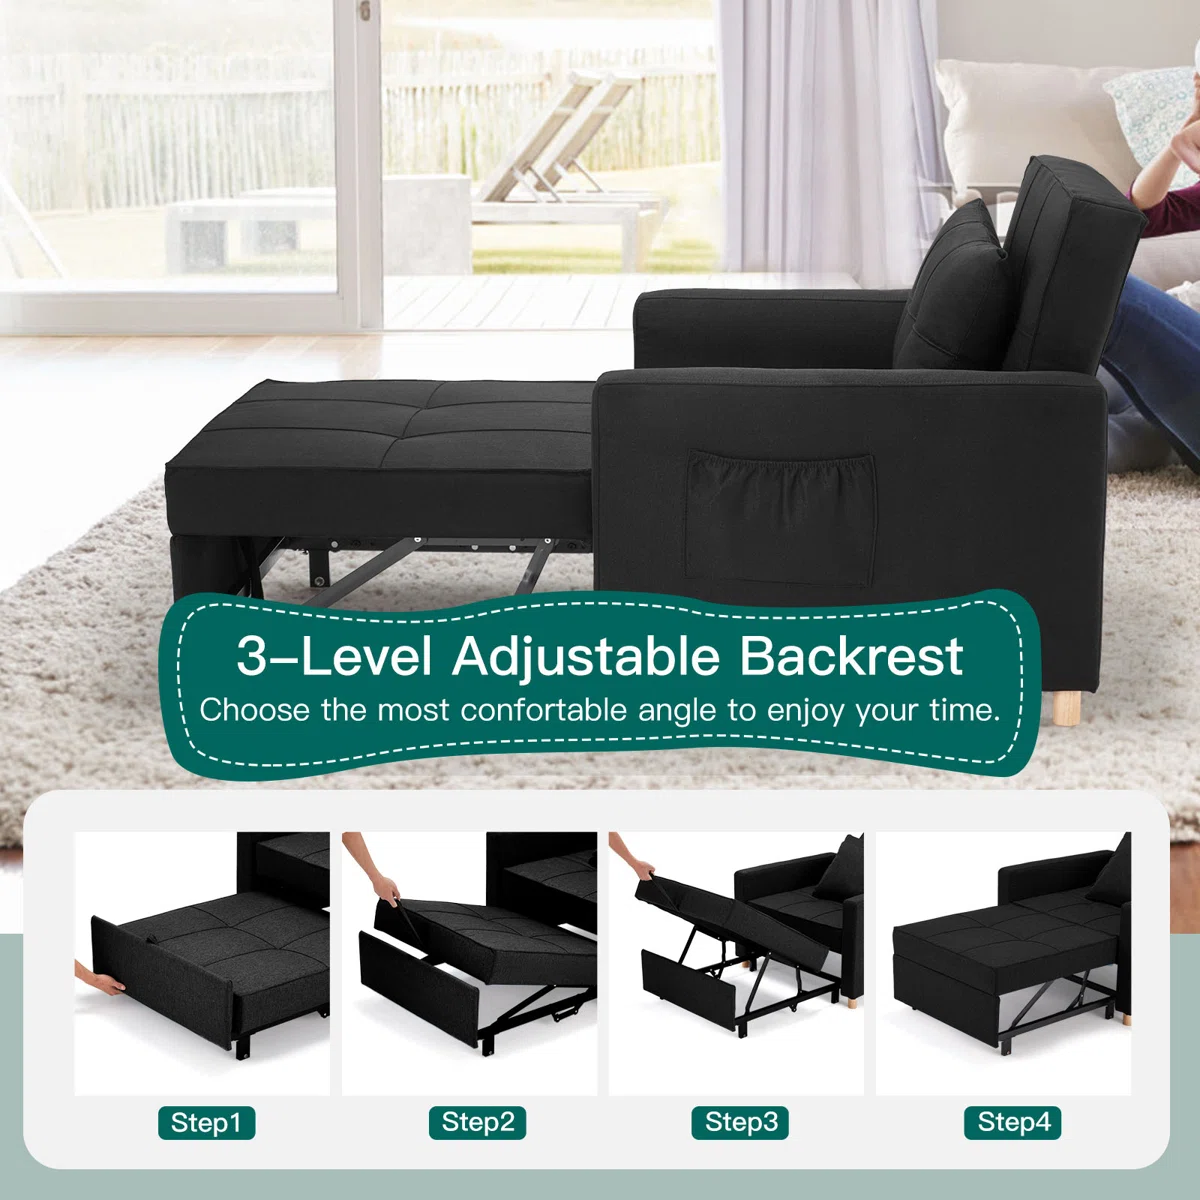 3-Level Adjustable Backrest
Choose the most confortable angle to enjoy your time.
Step1
Step2
Step3
Step4